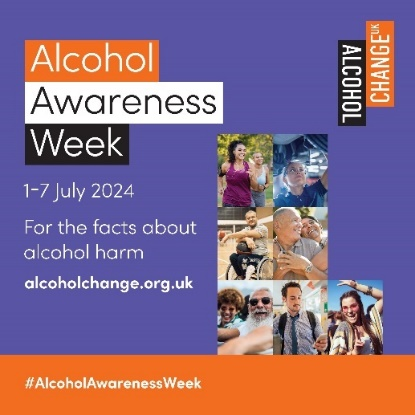 Alcohol
Awareness
Week
1-7 July 2024
For the facts about
alcohol harm
alcoholchange.org.uk
ALCOHOL
CHANGE UK
#AlcoholAwarenessWeek